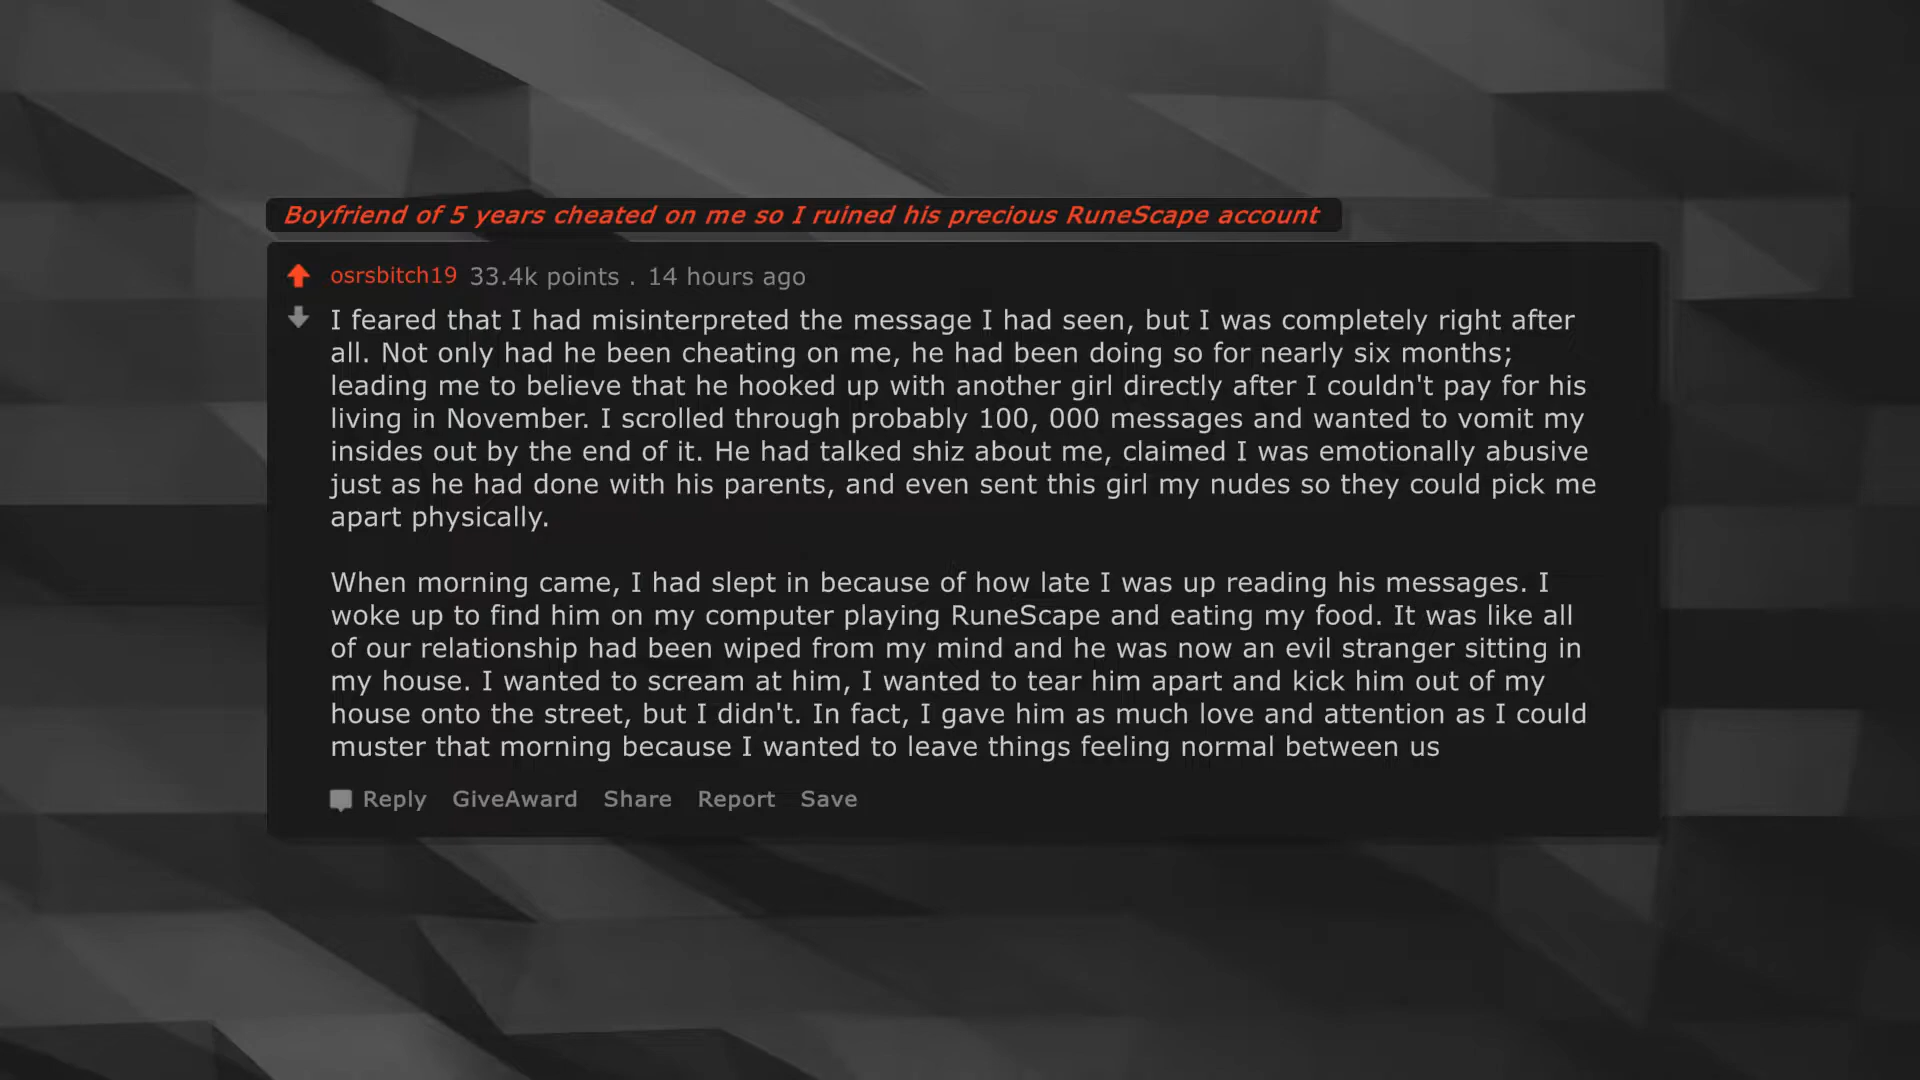 Boyfriend of 5 years cheated on me so I ruined his precious RuneScape account
osrsbitch19 33.4k points . 14 hours ago
I feared that I had misinterpreted the message I had seen, but I was completely right after
all. Not only had he been cheating on me, he had been doing so for nearly six months;
leading me to believe that he hooked up with another girl directly after I couldn't pay for his
living in November. I scrolled through probably 100, 000 messages and wanted to vomit my
insides out by the end of it. He had talked shiz about me, claimed I was emotionally abusive
just as he had done with his parents, and even sent this girl my nudes so they could pick me
apart physically.
When morning came, I had slept in because of how late I was up reading his messages. I
woke up to find him on my computer playing RuneScape and eating my food. It was like all
of our relationship had been wiped from my mind and he was now an evil stranger sitting in
my house. I wanted to scream at him, I wanted to tear him apart and kick him out of my
house onto the street, but I didn't. In fact, I gave him as much love and attention as I could
muster that morning because I wanted to leave things feeling normal between us
Reply GiveAward Share Report Save